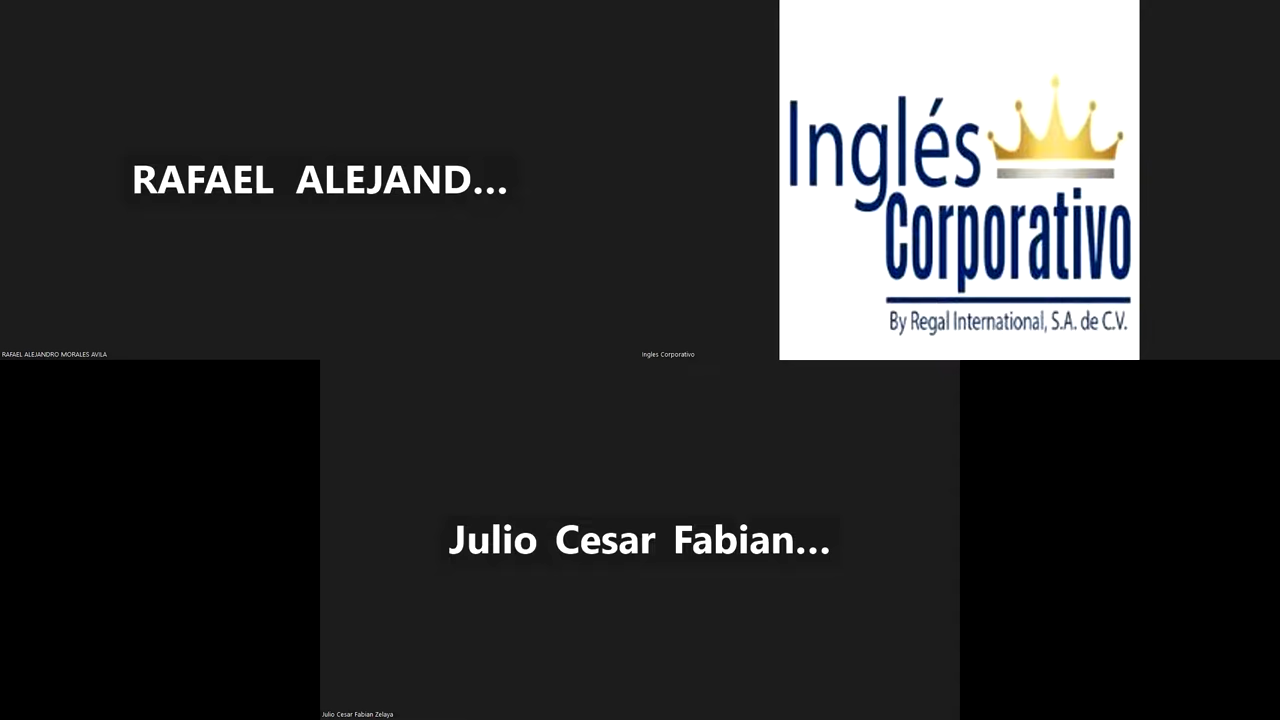 RAFAEL ALEJAND...
Inglés
Corporativo
By Regal International, S.A. de C.V.
RAFAEL ALEJANDRO MORALES AVILA
Ingles Corporativo
Julio Cesar Fabian...
Julio Cesar Fabian Zelaya